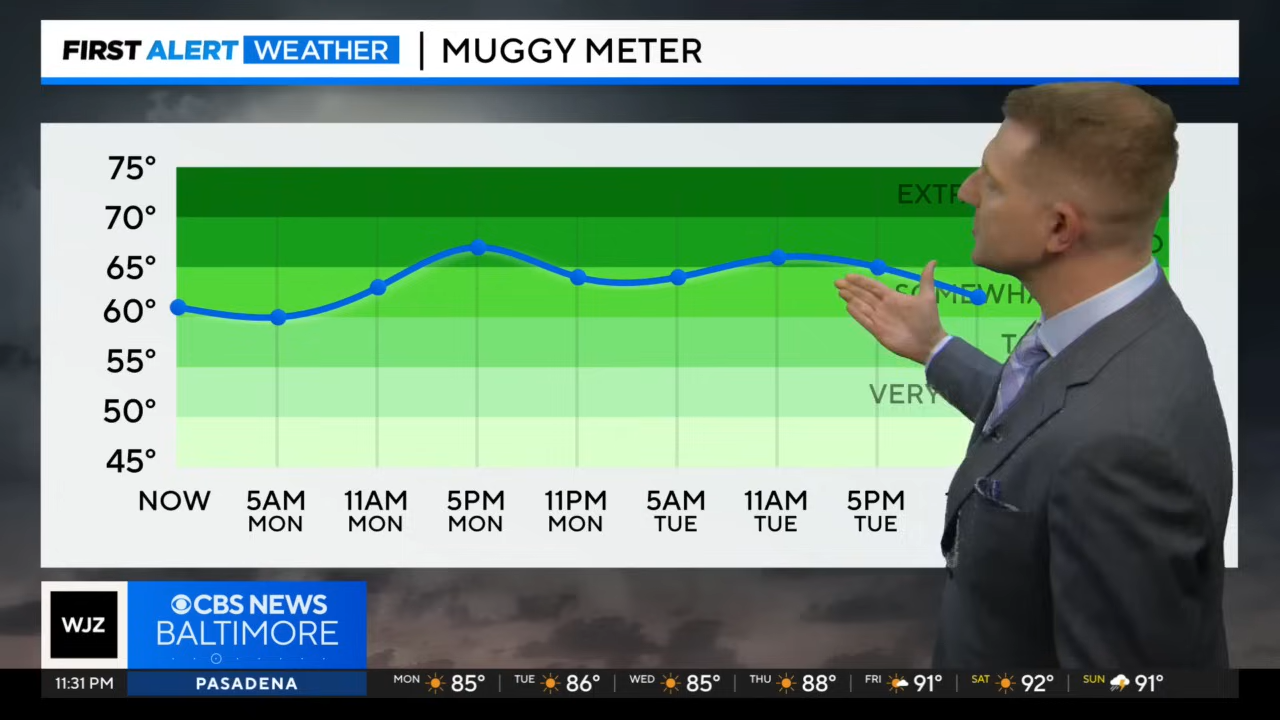 FIRST ALERT WEATHER | MUGGY METER
75°
70°
65°
60°
55°
50°
45°
VERY
NOW
5AM MON
11AM MON
5PM MON
11PM MON
5AM TUE
11AM TUE
5PM TUE
WJZ
CBS NEWS
BALTIMORE
11:31 PM
PASADENA
MON 85° | TUE 86° | WED 85° | THU 88° | FRI 91° | SAT 92° | SUN 91°